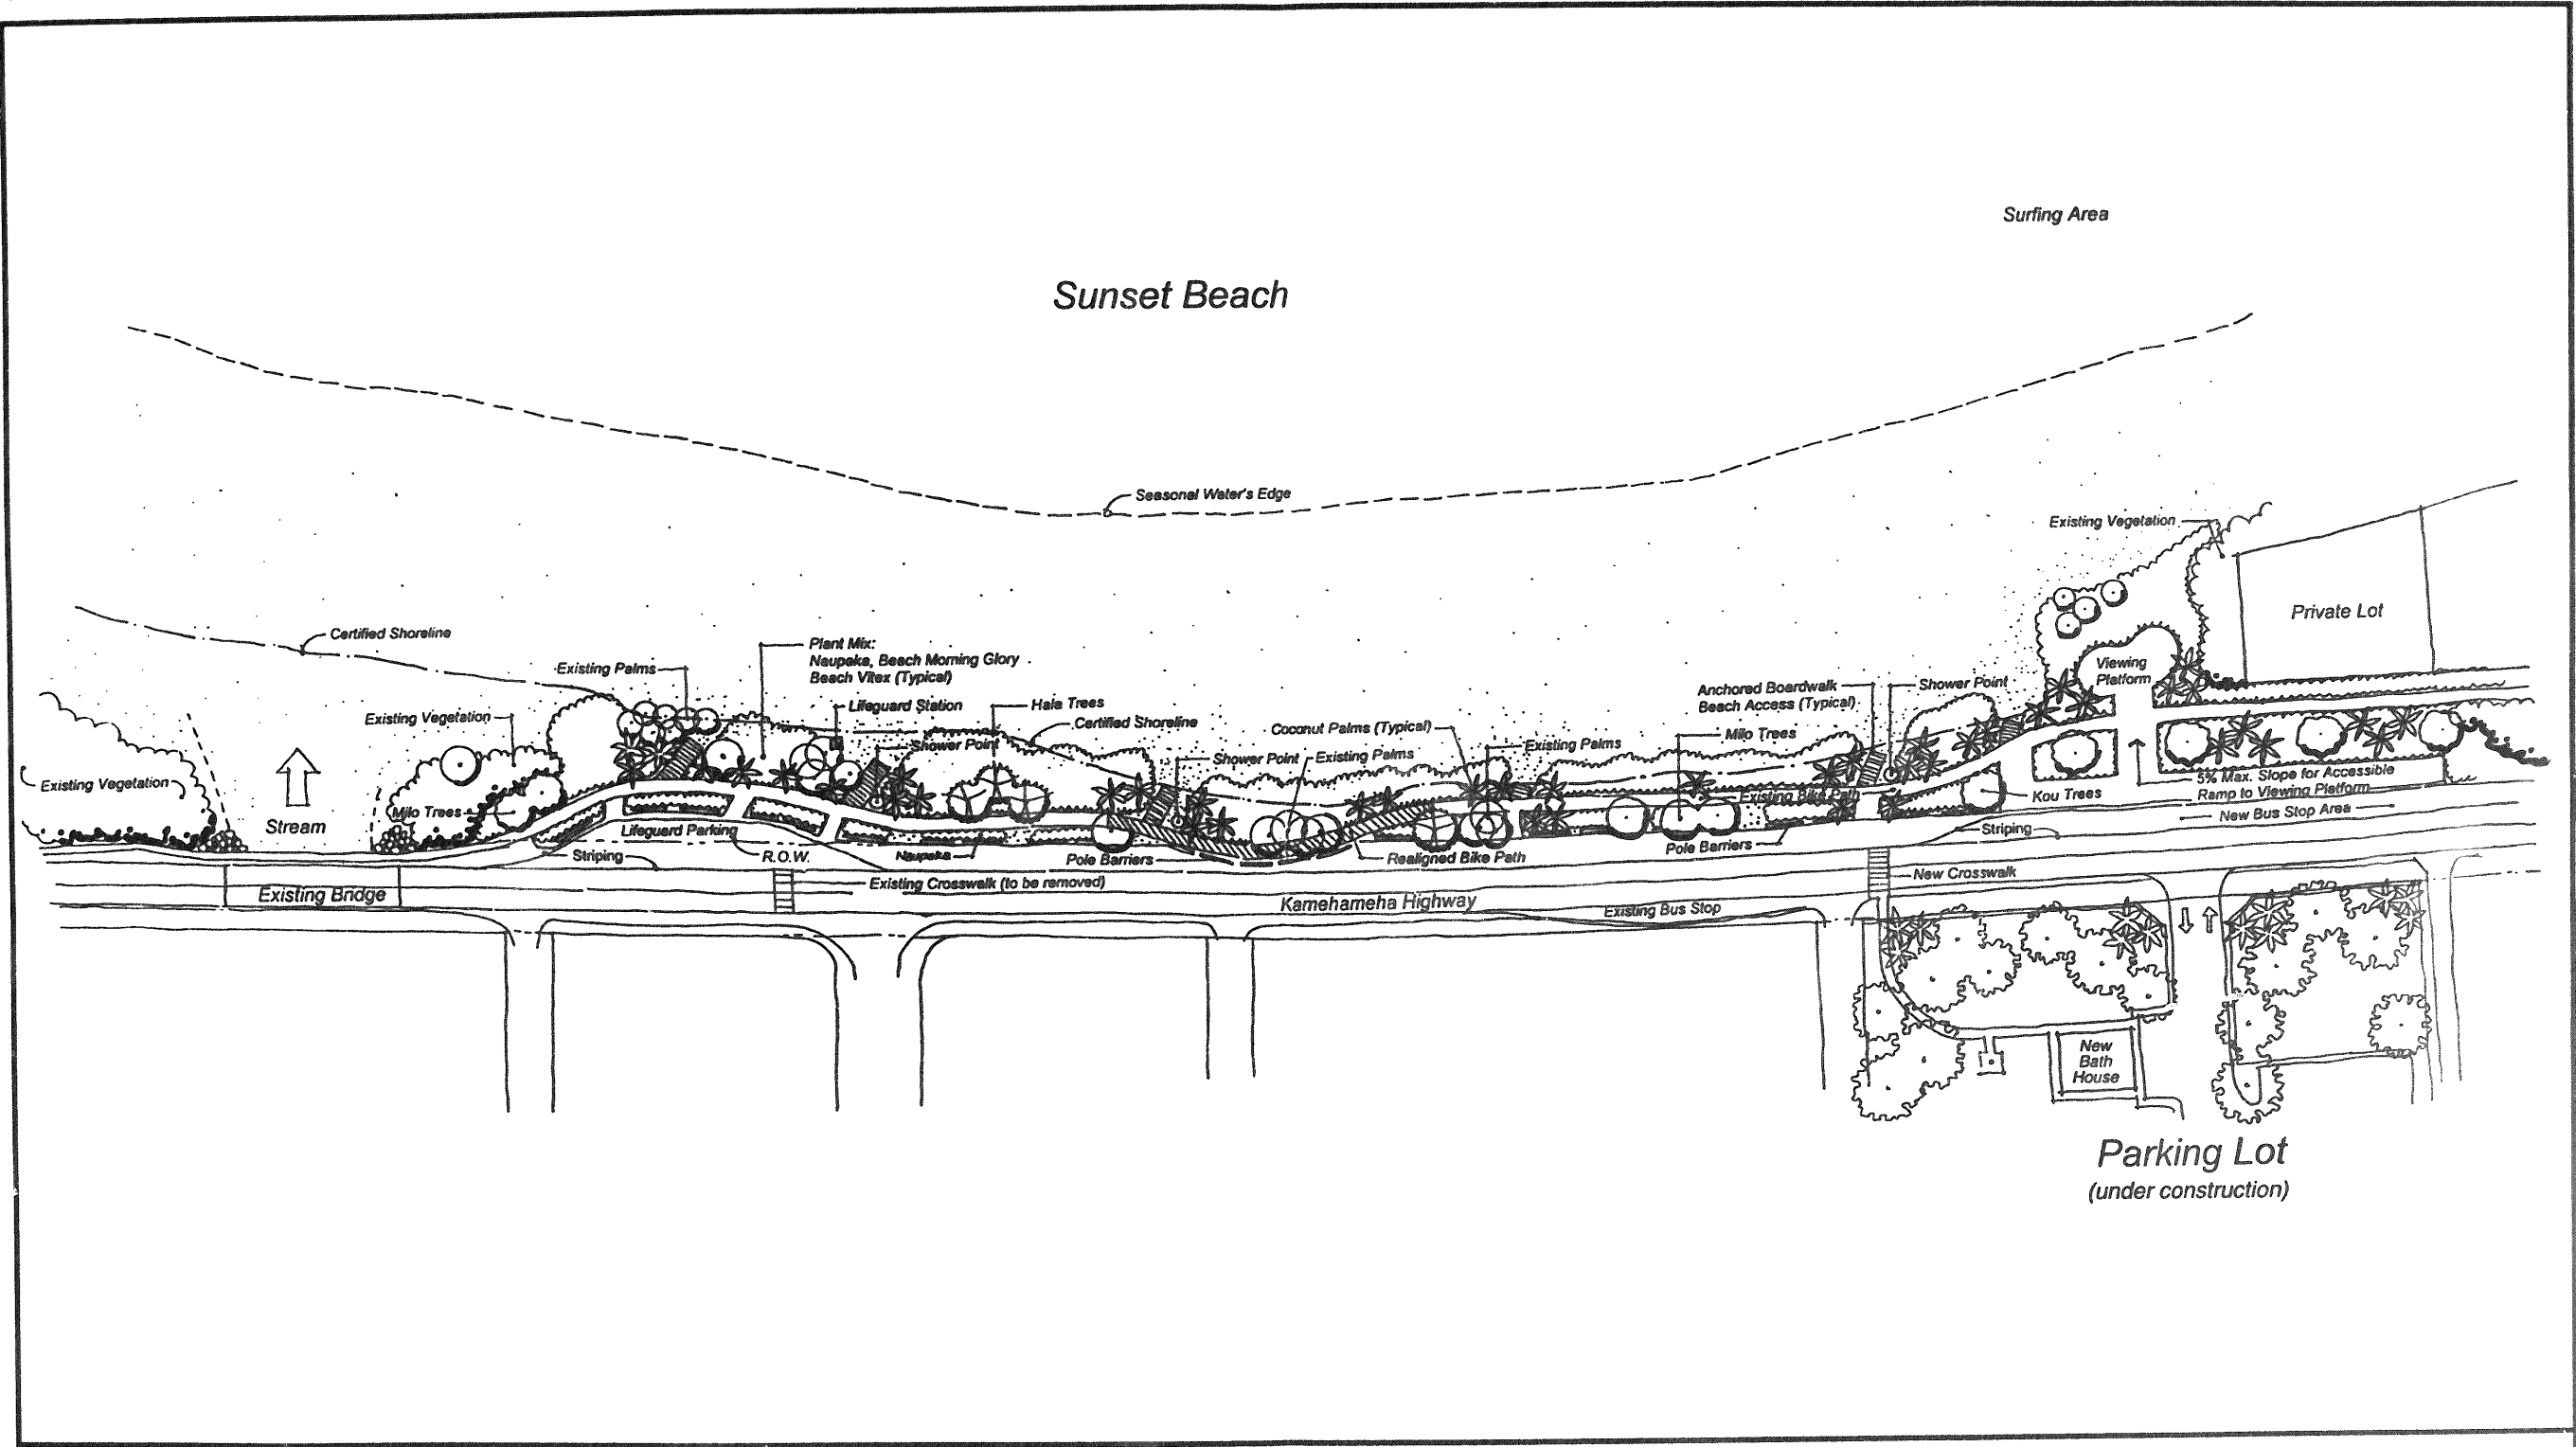 Surfing Area
Sunset Beach
Seasonal Water's Edge
Existing Vegetation
Private Lot
Certified Shoreline
Plant Mix:
Naupaka, Beach Morning Glory
Beach Vitex (Typical)
Existing Palms
Viewing
Platform
Anchored Boardwalk
Beach Access (Typical)
Shower Point
Lifeguard Station
Hala Trees
Existing Vegetation
Certified Shoreline
Coconut Palms (Typical)
Existing Palms
Milo Trees
Shower Point
Shower Point
Existing Palms
Existing Vegetation
5% Max. Slope for Accessible
Ramp to Viewing Platform
Existing Bike Path
Kou Trees
Milo Trees
New Bus Stop Area
Stream
Lifeguard Parking
Striping
Striping
R.O.W.
Naupaka
Pole Barriers
Realigned Bike Path
Pole Barriers
Existing Crosswalk (to be removed)
New Crosswalk
Existing Bridge
Kamehameha Highway
Existing Bus Stop
New
Bath
House
Parking Lot
(under construction)